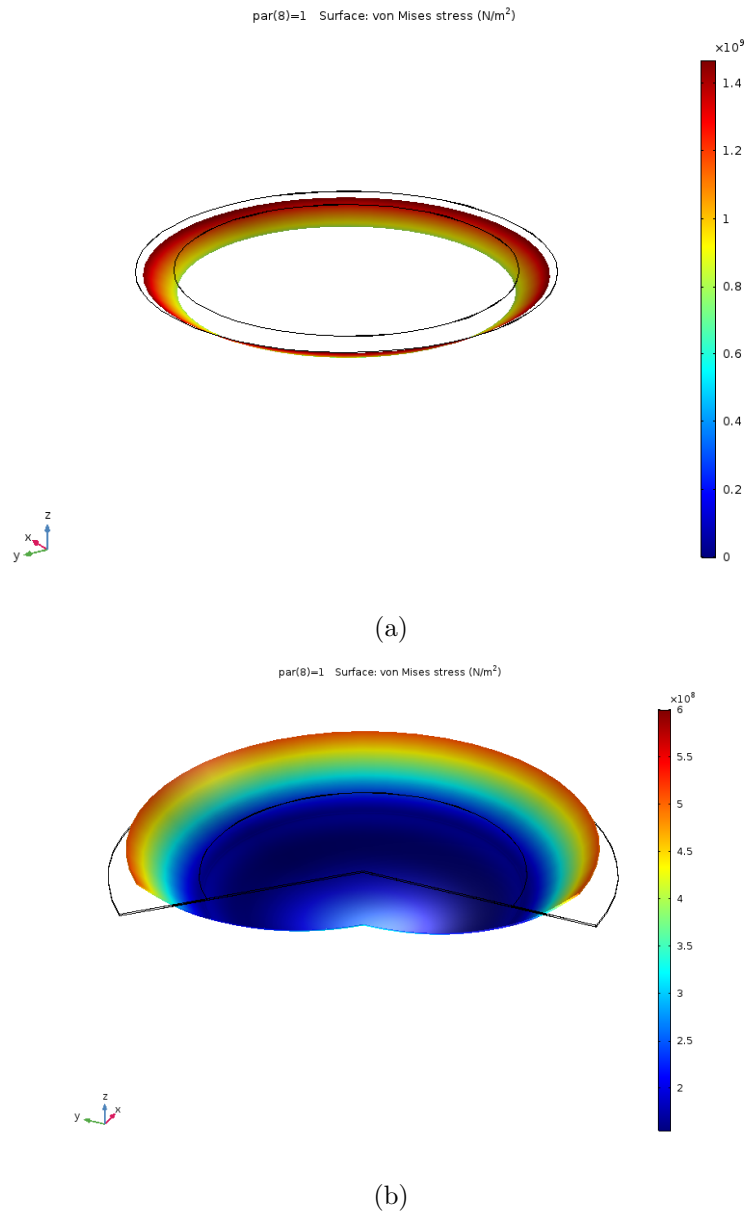 par(8)=1 Surface: von Mises stress (N/m²)
×10⁹
1.4
1.2
1
0.8
0.6
0.4
0.2
0
z
x
y
(a)
par(8)=1 Surface: von Mises stress (N/m²)
×10⁸
6
5.5
5
4.5
4
3.5
3
2.5
2
z
y x
(b)